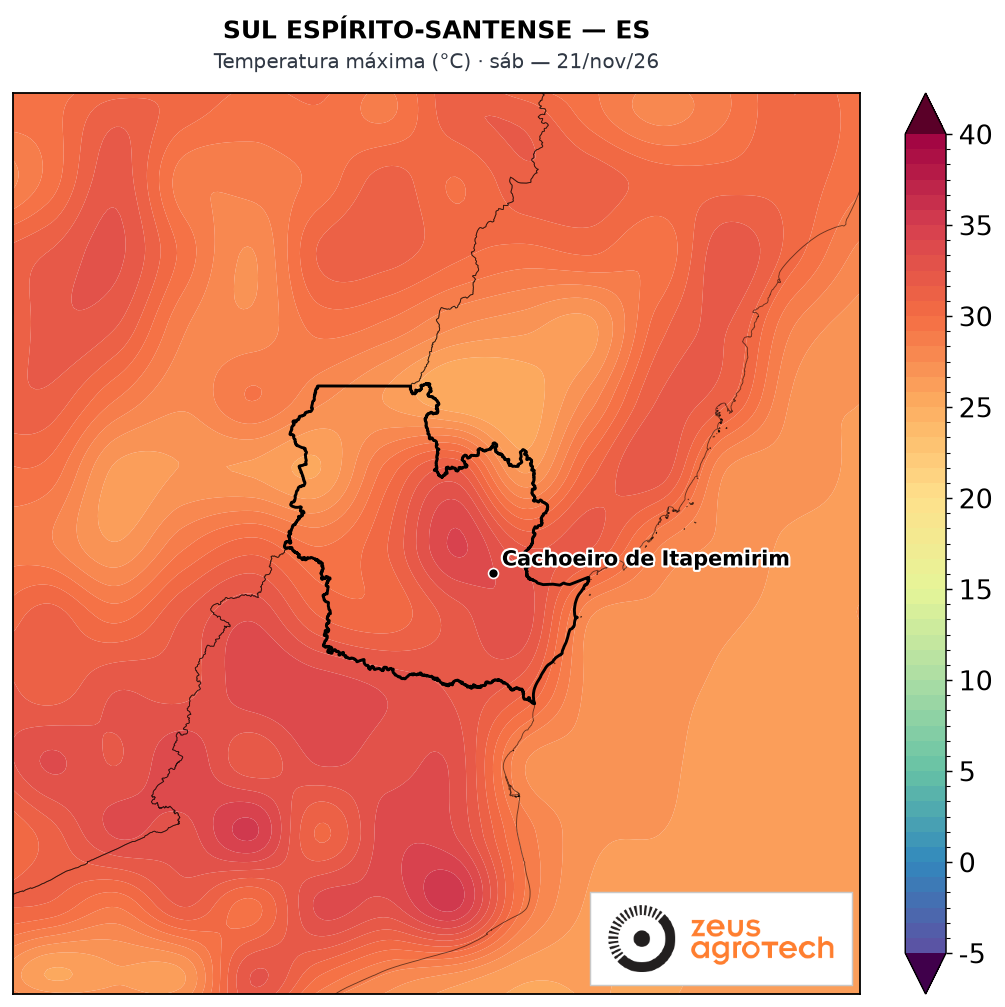 SUL ESPÍRITO-SANTENSE — ES
Temperatura máxima (°C) · sáb — 21/nov/26
40
35
30
25
20
15
10
5
0
-5
Cachoeiro de Itapemirim
zeus
agrotech